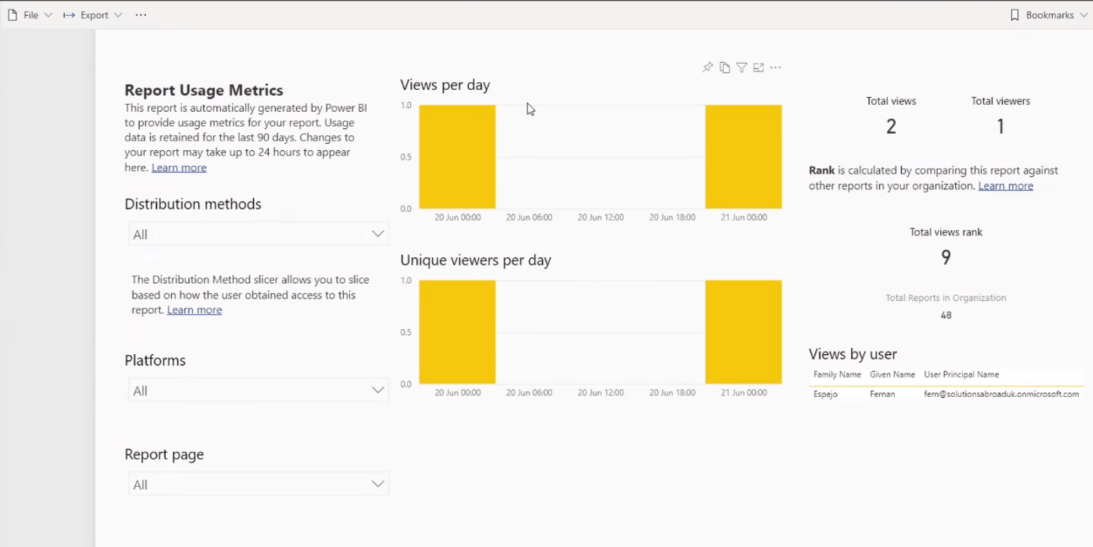 File
Export
Bookmarks
Report Usage Metrics
This report is automatically generated by Power BI
to provide usage metrics for your report. Usage
data is retained for the last 90 days. Changes to
your report may take up to 24 hours to appear
here. Learn more
Distribution methods
All
The Distribution Method slicer allows you to slice
based on how the user obtained access to this
report. Learn more
Platforms
All
Report page
All
Views per day
1.0
0.5
0.0
20 Jun 00:00 20 Jun 06:00 20 Jun 12:00 20 Jun 18:00 21 Jun 00:00
Unique viewers per day
1.0
0.5
0.0
20 Jun 00:00 20 Jun 06:00 20 Jun 12:00 20 Jun 18:00 21 Jun 00:00
Total views Total viewers
2 1
Rank is calculated by comparing this report against
other reports in your organization. Learn more
Total views rank
9
Total Reports in Organization
48
Views by user
Family Name Given Name User Principal Name
Espejo Fernan fern@solutionsabroaduk.onmicrosoft.com